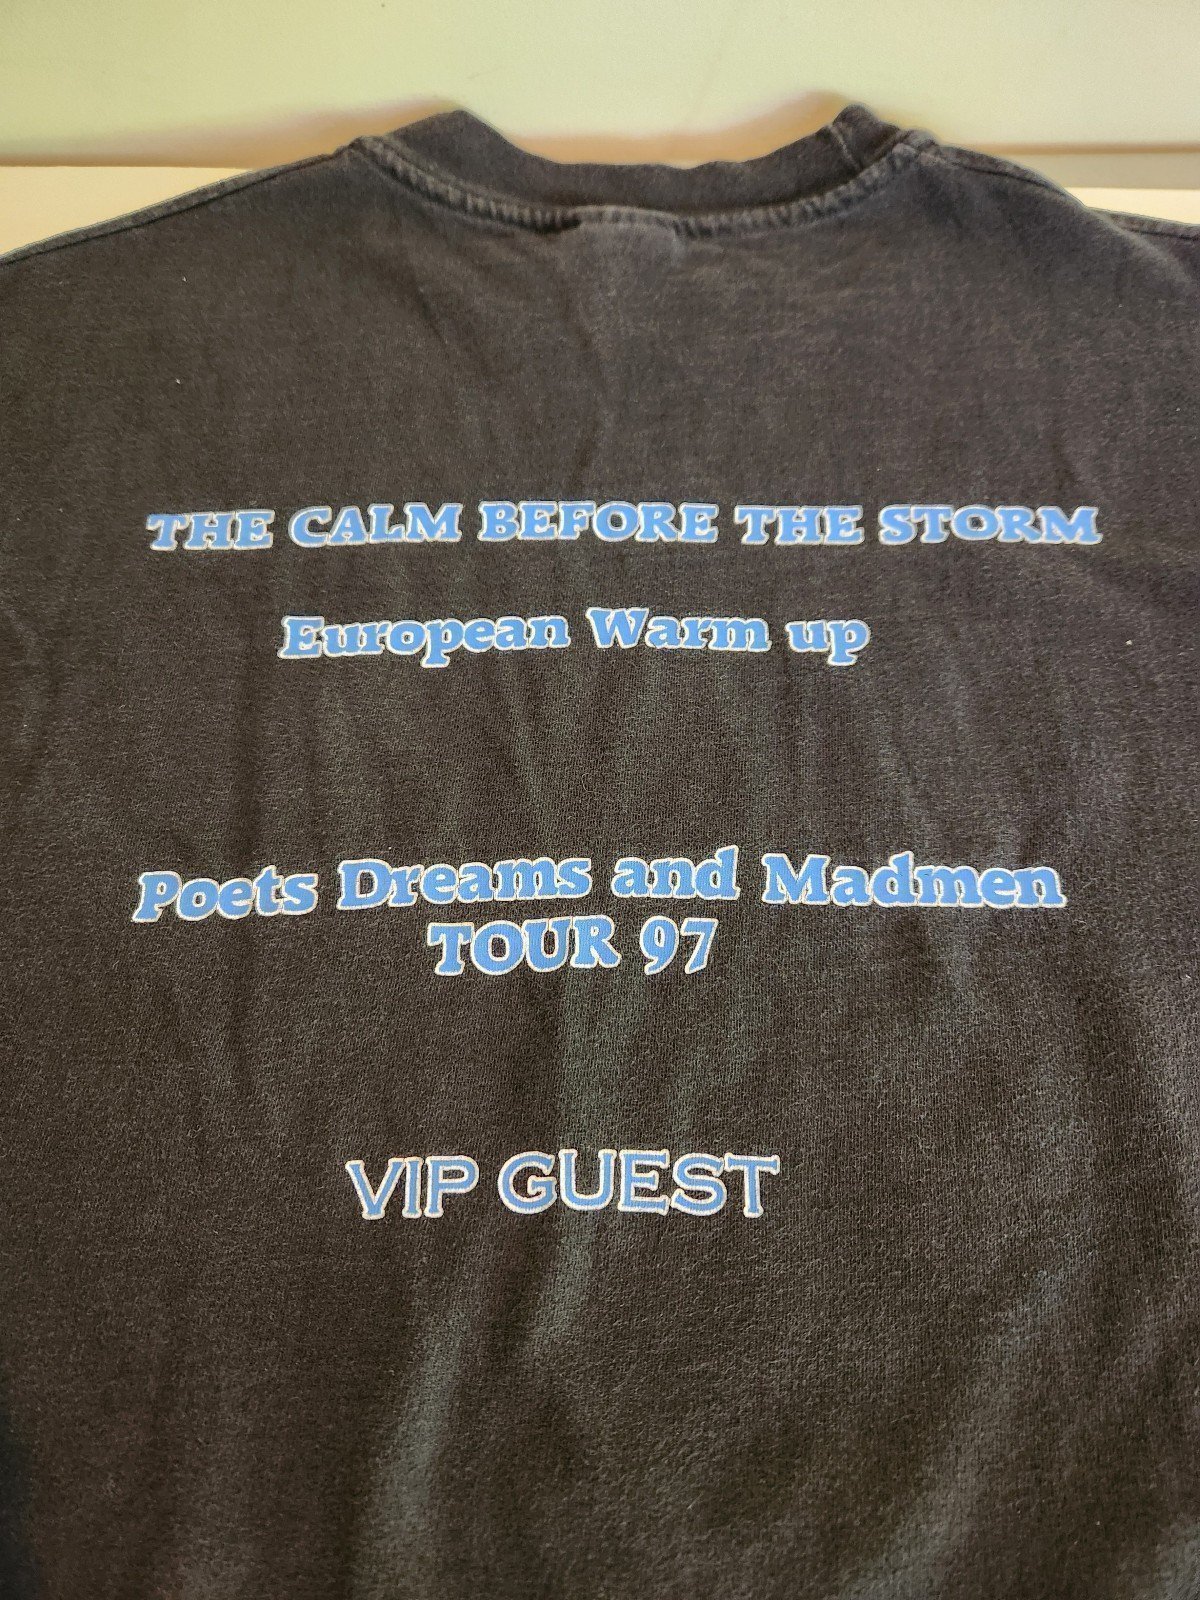 THE CALM BEFORE THE STORM
European Warm up
Poets Dreams and Madmen
TOUR 97
VIP GUEST